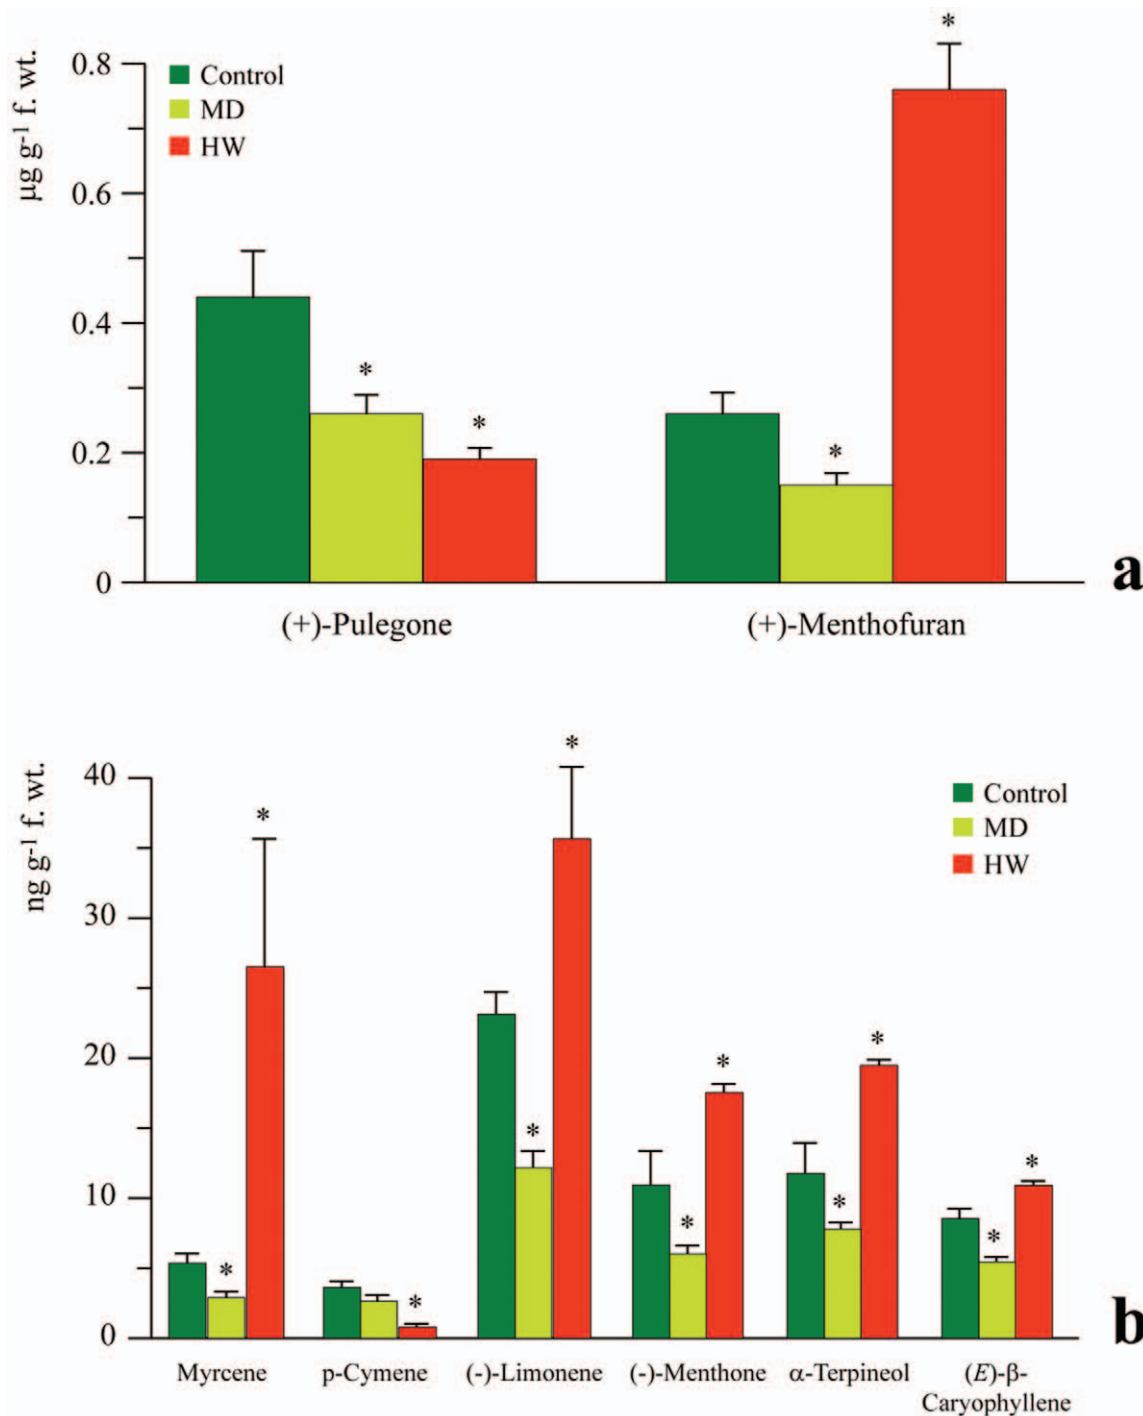 µg g-1 f. wt.
0.8
0.6
0.4
0.2
0
Control
MD
HW
*
*
*
*
(+)-Pulegone
(+)-Menthofuran
a
ng g-1 f. wt.
40
30
20
10
0
Control
MD
HW
*
*
*
*
*
*
*
*
*
*
*
Myrcene
p-Cymene
(-)-Limonene
(-)-Menthone
α-Terpineol
(E)-β-
Caryophyllene
b